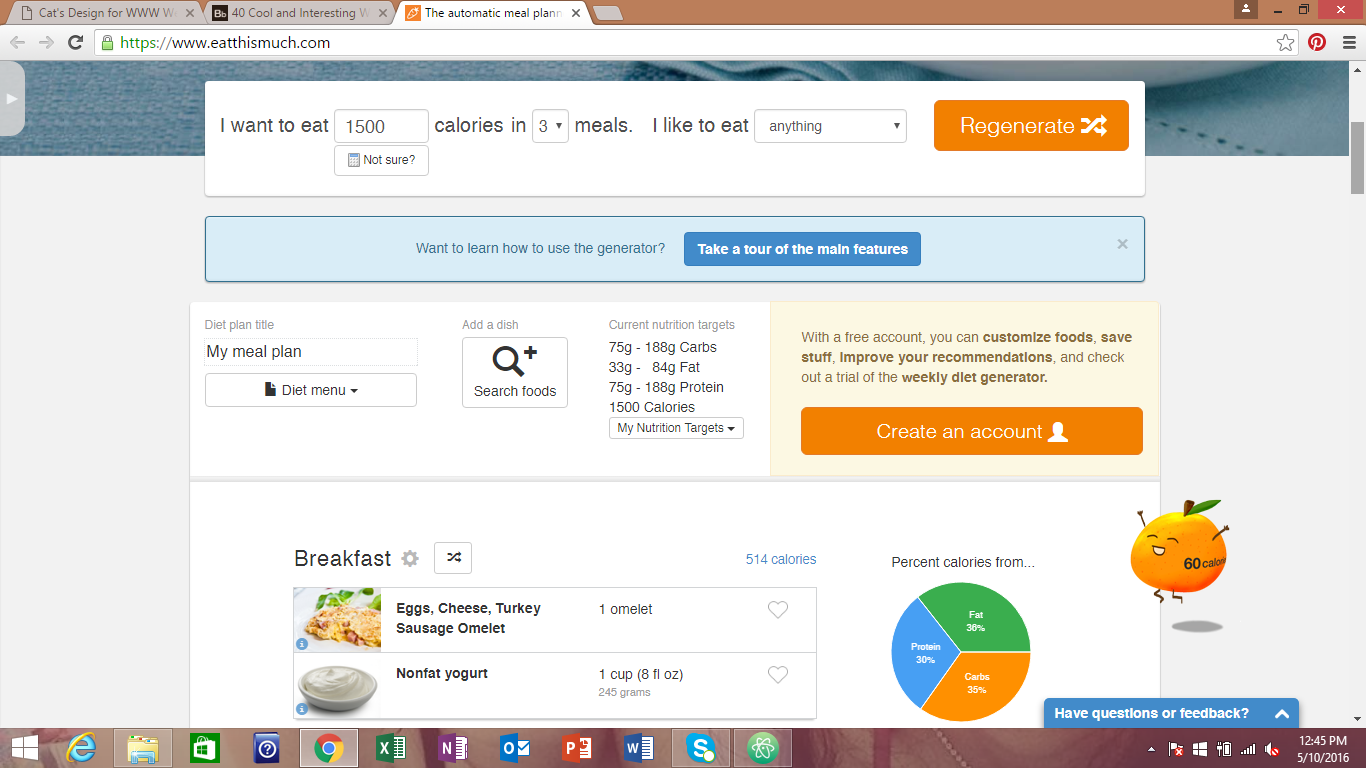 Cat's Design for WWW W
40 Cool and Interesting W
The automatic meal plann
https://www.eatthismuch.com
I want to eat 1500 calories in 3 meals. I like to eat anything
Regenerate
Not sure?
Want to learn how to use the generator? Take a tour of the main features ×
Diet plan title
My meal plan
Diet menu
Add a dish
Search foods
Current nutrition targets
75g - 188g Carbs
33g - 84g Fat
75g - 188g Protein
1500 Calories
My Nutrition Targets
With a free account, you can customize foods, save
stuff, improve your recommendations, and check
out a trial of the weekly diet generator.
Create an account
Breakfast
514 calories
Eggs, Cheese, Turkey
Sausage Omelet
1 omelet
Nonfat yogurt
1 cup (8 fl oz)
245 grams
Percent calories from...
Fat
36%
Protein
30%
Carbs
35%
60 calori
Have questions or feedback?
12:45 PM
5/10/2016